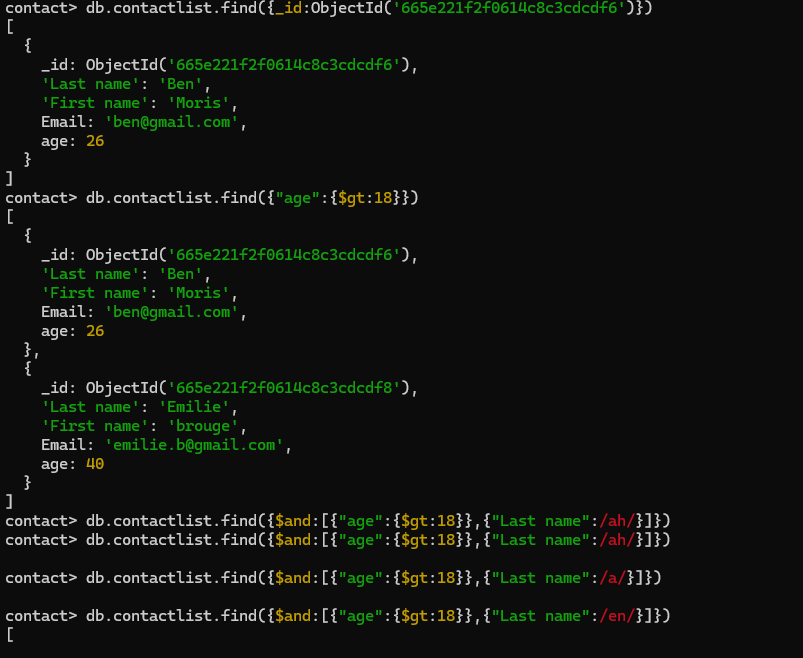 contact> db.contactlist.find({_id:ObjectId('665e221f2f0614c8c3cdcdf6')})
[
  {
    _id: ObjectId('665e221f2f0614c8c3cdcdf6'),
    'Last name': 'Ben',
    'First name': 'Moris',
    Email: 'ben@gmail.com',
    age: 26
  }
]
contact> db.contactlist.find({"age":{$gt:18}})
[
  {
    _id: ObjectId('665e221f2f0614c8c3cdcdf6'),
    'Last name': 'Ben',
    'First name': 'Moris',
    Email: 'ben@gmail.com',
    age: 26
  },
  {
    _id: ObjectId('665e221f2f0614c8c3cdcdf8'),
    'Last name': 'Emilie',
    'First name': 'brouge',
    Email: 'emilie.b@gmail.com',
    age: 40
  }
]
contact> db.contactlist.find({$and:[{"age":{$gt:18}},{"Last name":/ah/}]})
contact> db.contactlist.find({$and:[{"age":{$gt:18}},{"Last name":/ah/}]})

contact> db.contactlist.find({$and:[{"age":{$gt:18}},{"Last name":/a/}]})

contact> db.contactlist.find({$and:[{"age":{$gt:18}},{"Last name":/en/}]})
[